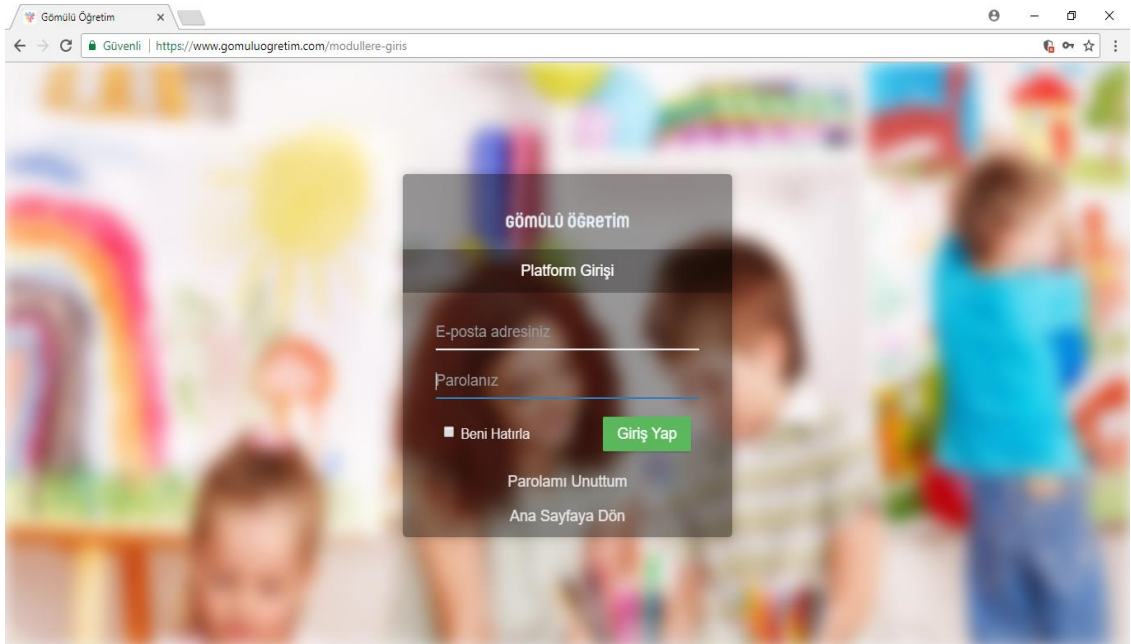 Gömülü Öğretim
Güvenli | https://www.gomuluogretim.com/modullere-giris
GÖMÜLÜ ÖĞRETİM
Platform Girişi
E-posta adresiniz
Parolanız
Beni Hatırla
Giriş Yap
Parolamı Unuttum
Ana Sayfaya Dön